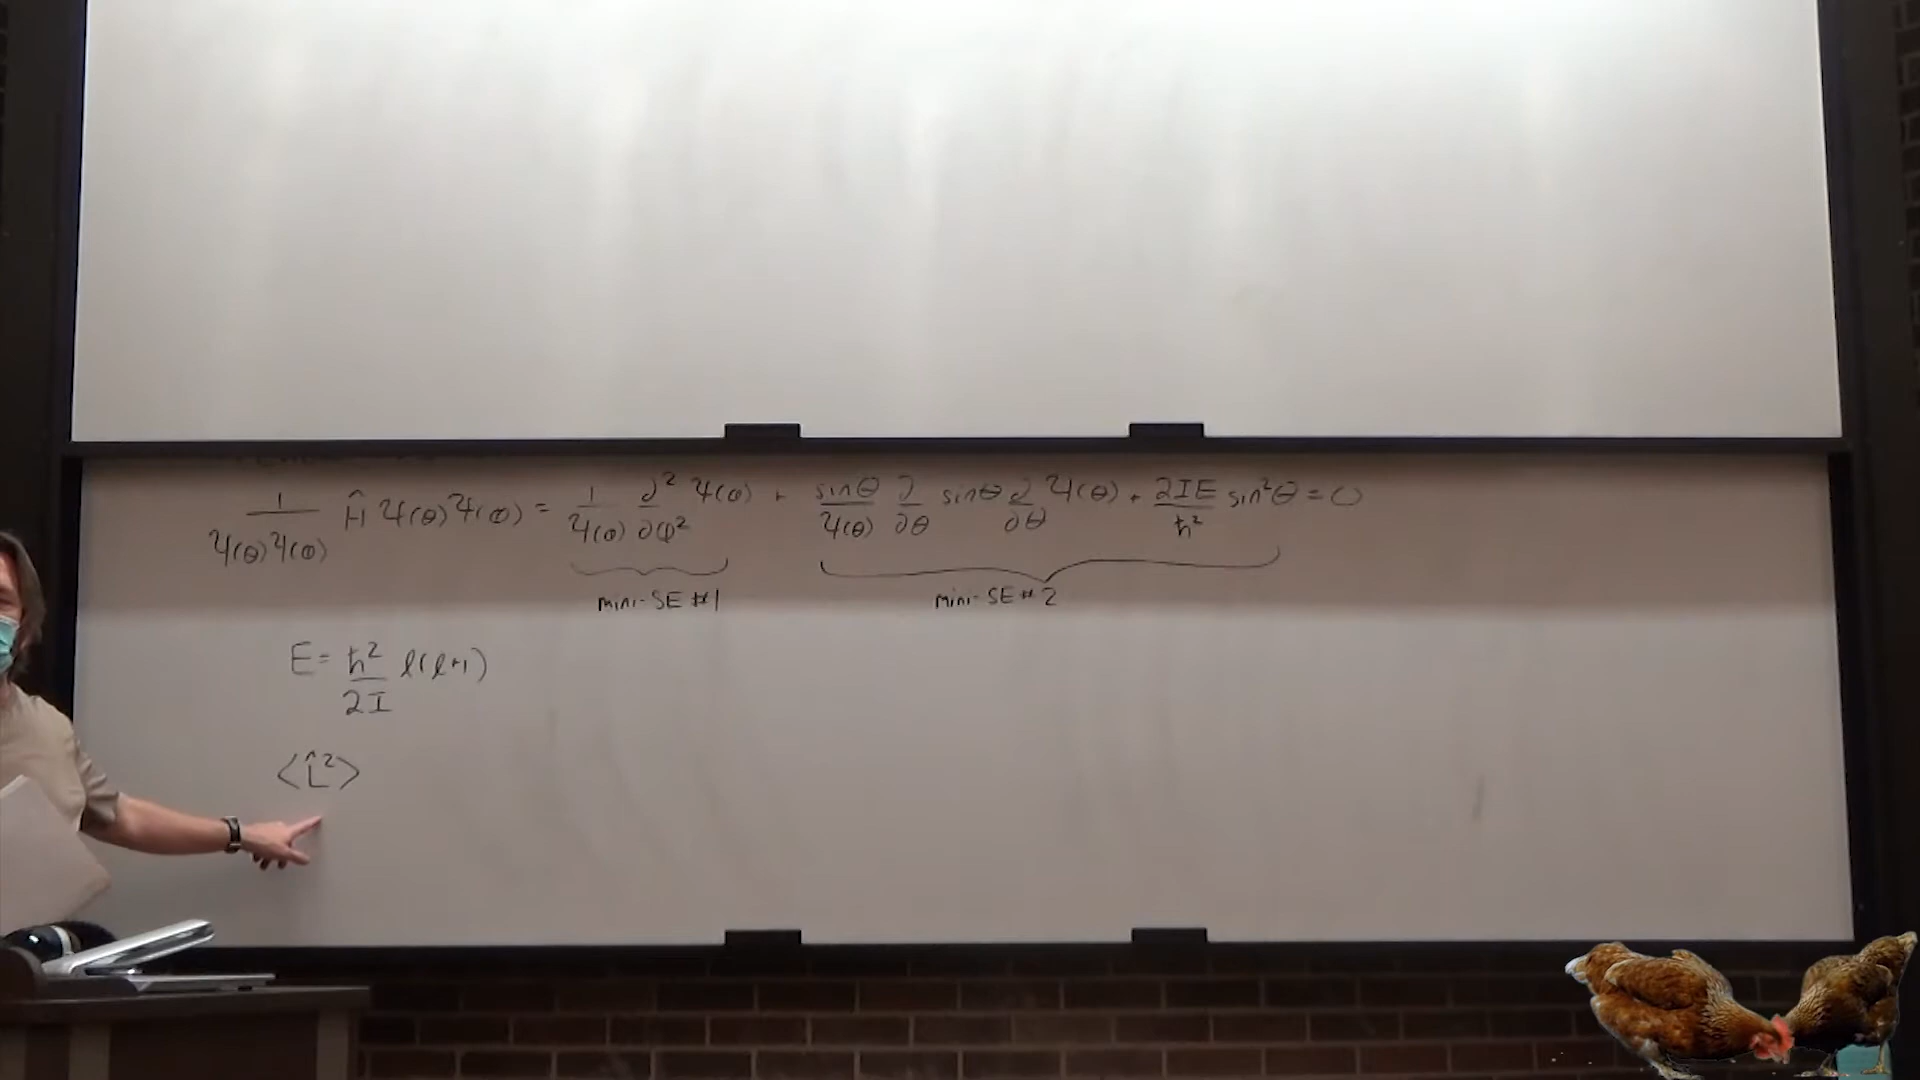 1/(Ψ(θ)Ψ(φ)) Ĥ Ψ(θ)Ψ(φ) = 1/Ψ(φ) ∂²/∂φ² Ψ(φ) + sinθ/Ψ(θ) ∂/∂θ sinθ ∂/∂θ Ψ(θ) + 2IE/ħ² sin²θ = 0
mini-SE #1 mini-SE #2
E = ħ²/2I ℓ(ℓ+1)
<L̂²>